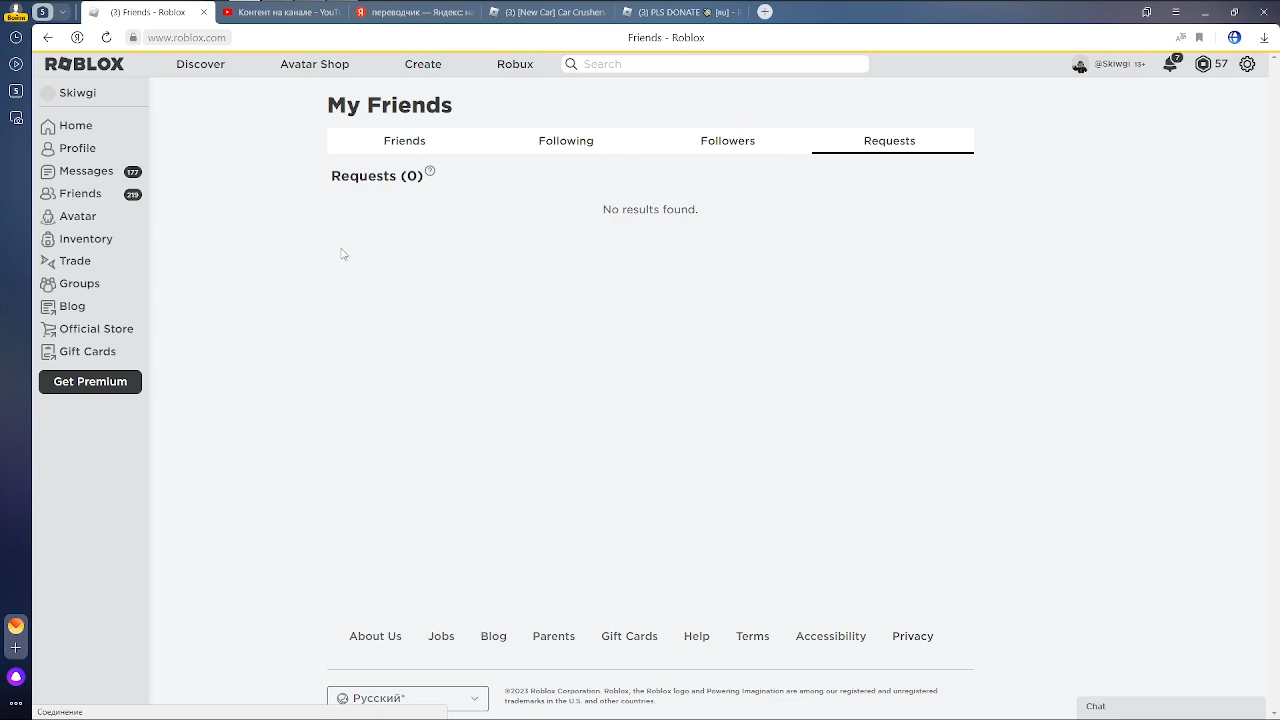 5
(3) Friends - Roblox
Контент на канале - YouT
переводчик — Яндекс но
(3) [New Car] Car Crushers
(3) PLS DONATE
[ви] - R
www.roblox.com
Friends - Roblox
ROBLOX
Discover
Avatar Shop
Create
Robux
Search
@Skiwgi 13+
7
57
Skiwgi
Home
Profile
Messages 177
Friends 219
Avatar
Inventory
Trade
Groups
Blog
Official Store
Gift Cards
Get Premium
My Friends
Friends
Following
Followers
Requests
Requests (0)
No results found.
About Us
Jobs
Blog
Parents
Gift Cards
Help
Terms
Accessibility
Privacy
Русский*
©2023 Roblox Corporation. Roblox, the Roblox logo and Powering Imagination are among our registered and unregistered
trademarks in the U.S. and other countries.
Chat
Соединение